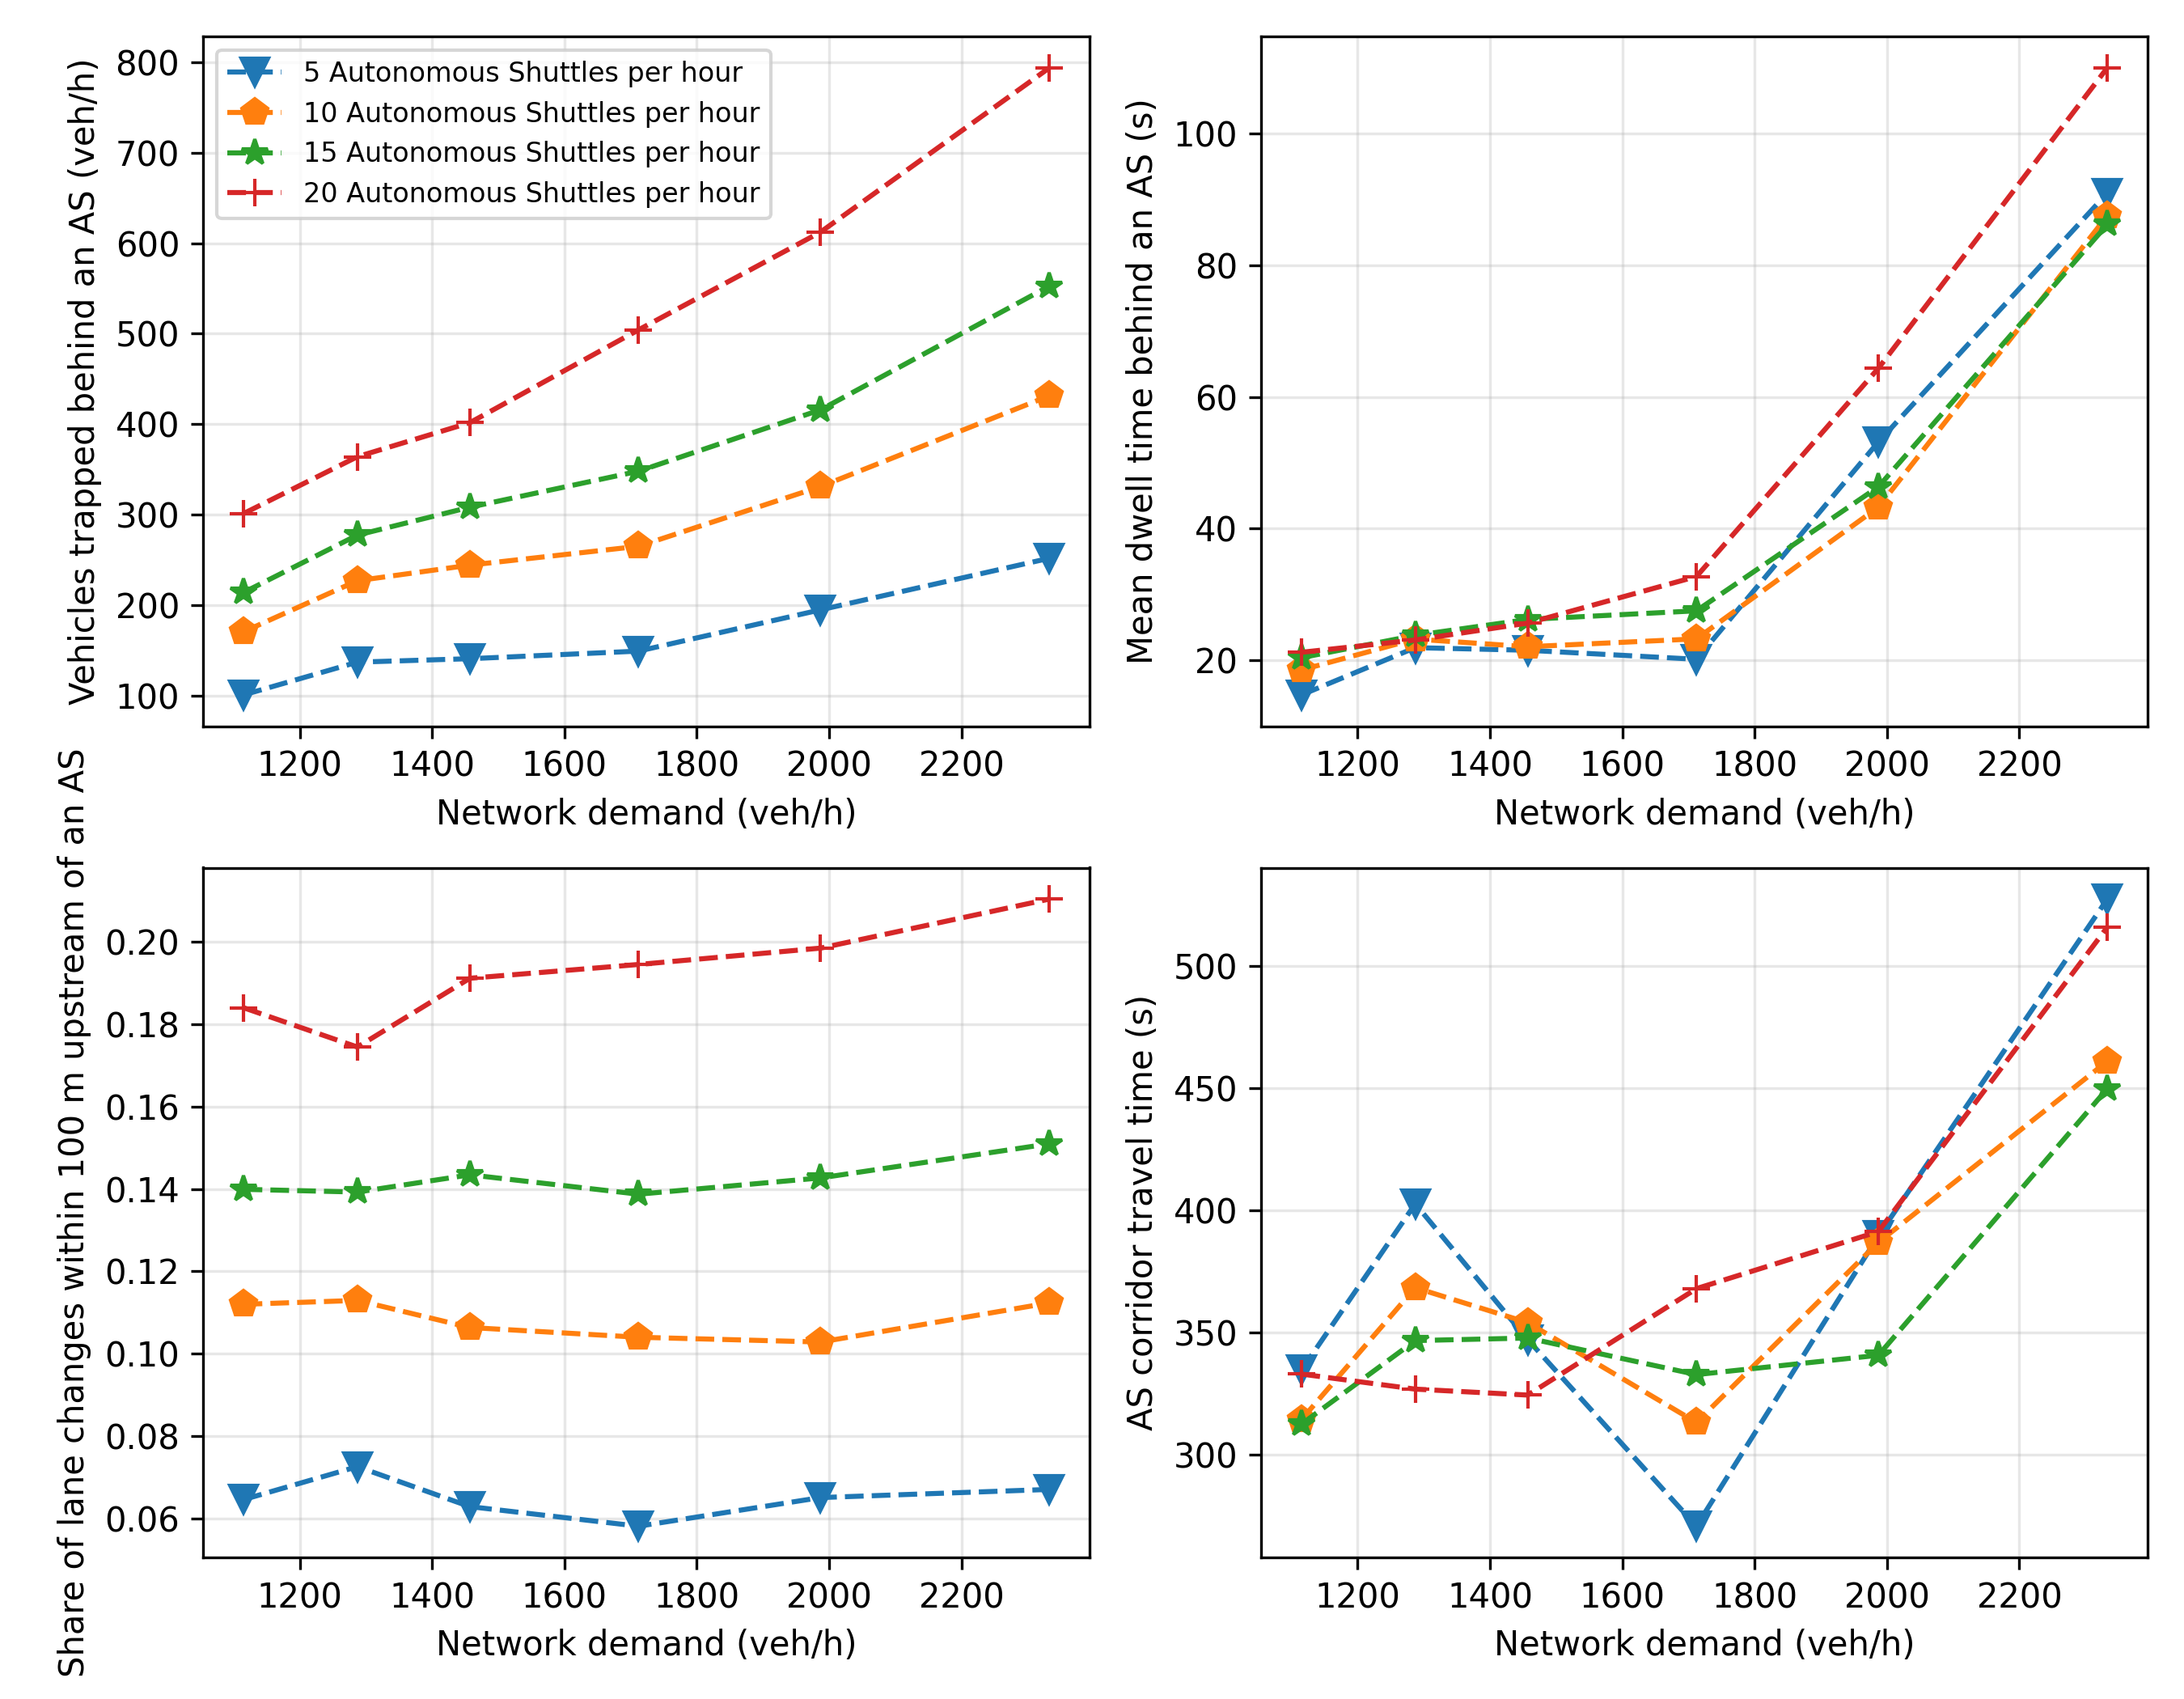 Vehicles trapped behind an AS (veh/h)
800
700
600
500
400
300
200
100
5 Autonomous Shuttles per hour
10 Autonomous Shuttles per hour
15 Autonomous Shuttles per hour
20 Autonomous Shuttles per hour
1200 1400 1600 1800 2000 2200
Network demand (veh/h)
Mean dwell time behind an AS (s)
100
80
60
40
20
1200 1400 1600 1800 2000 2200
Network demand (veh/h)
Share of lane changes within 100 m upstream of an AS
0.20
0.18
0.16
0.14
0.12
0.10
0.08
0.06
1200 1400 1600 1800 2000 2200
Network demand (veh/h)
AS corridor travel time (s)
500
450
400
350
300
1200 1400 1600 1800 2000 2200
Network demand (veh/h)